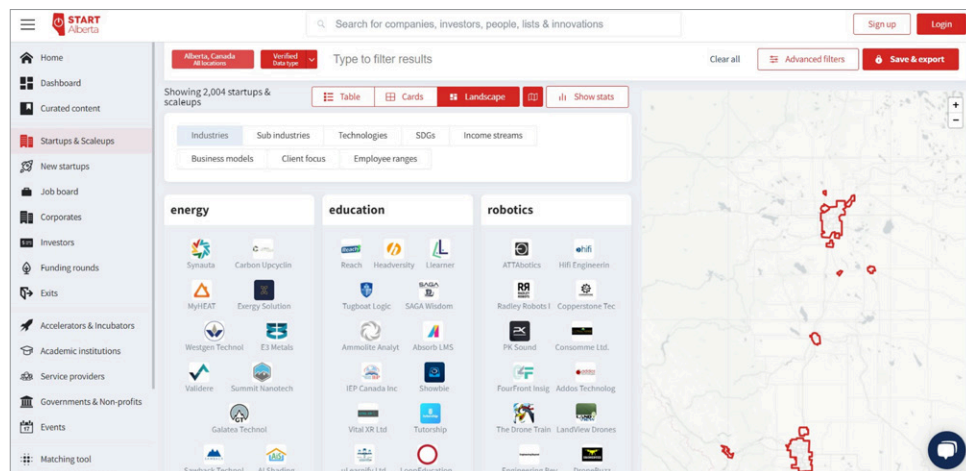 START
Alberta
Search for companies, investors, people, lists & innovations
Sign up
Login
Home
Dashboard
Curated content
Startups & Scaleups
New startups
Job board
Corporates
Investors
Funding rounds
Exits
Accelerators & Incubators
Academic institutions
Service providers
Governments & Non-profits
Events
Matching tool
Alberta, Canada
All locations
Verified
Data type
Type to filter results
Clear all
Advanced filters
Save & export
Showing 2,004 startups &
scaleups
Table
Cards
Landscape
Show stats
Industries
Sub industries
Technologies
SDGs
Income streams
Business models
Client focus
Employee ranges
energy
Synauta
Carbon Upcyclin
MyHEAT
Exergy Solution
Westgen Technol
E3 Metals
Validere
Summit Nanotech
Galatea Technol
education
Reach
Headversity
Llearner
Tugboat Logic
SAGA Wisdom
Ammolite Analyt
Absorb LMS
IEP Canada Inc
Showbie
Vital XR Ltd
Tutorship
robotics
ATTAbotics
Hifi Engineerin
Radley Robots I
Copperstone Tec
PK Sound
Consomme Ltd.
FourFront Insig
Addos Technolog
The Drone Train
LandView Drones
+
−